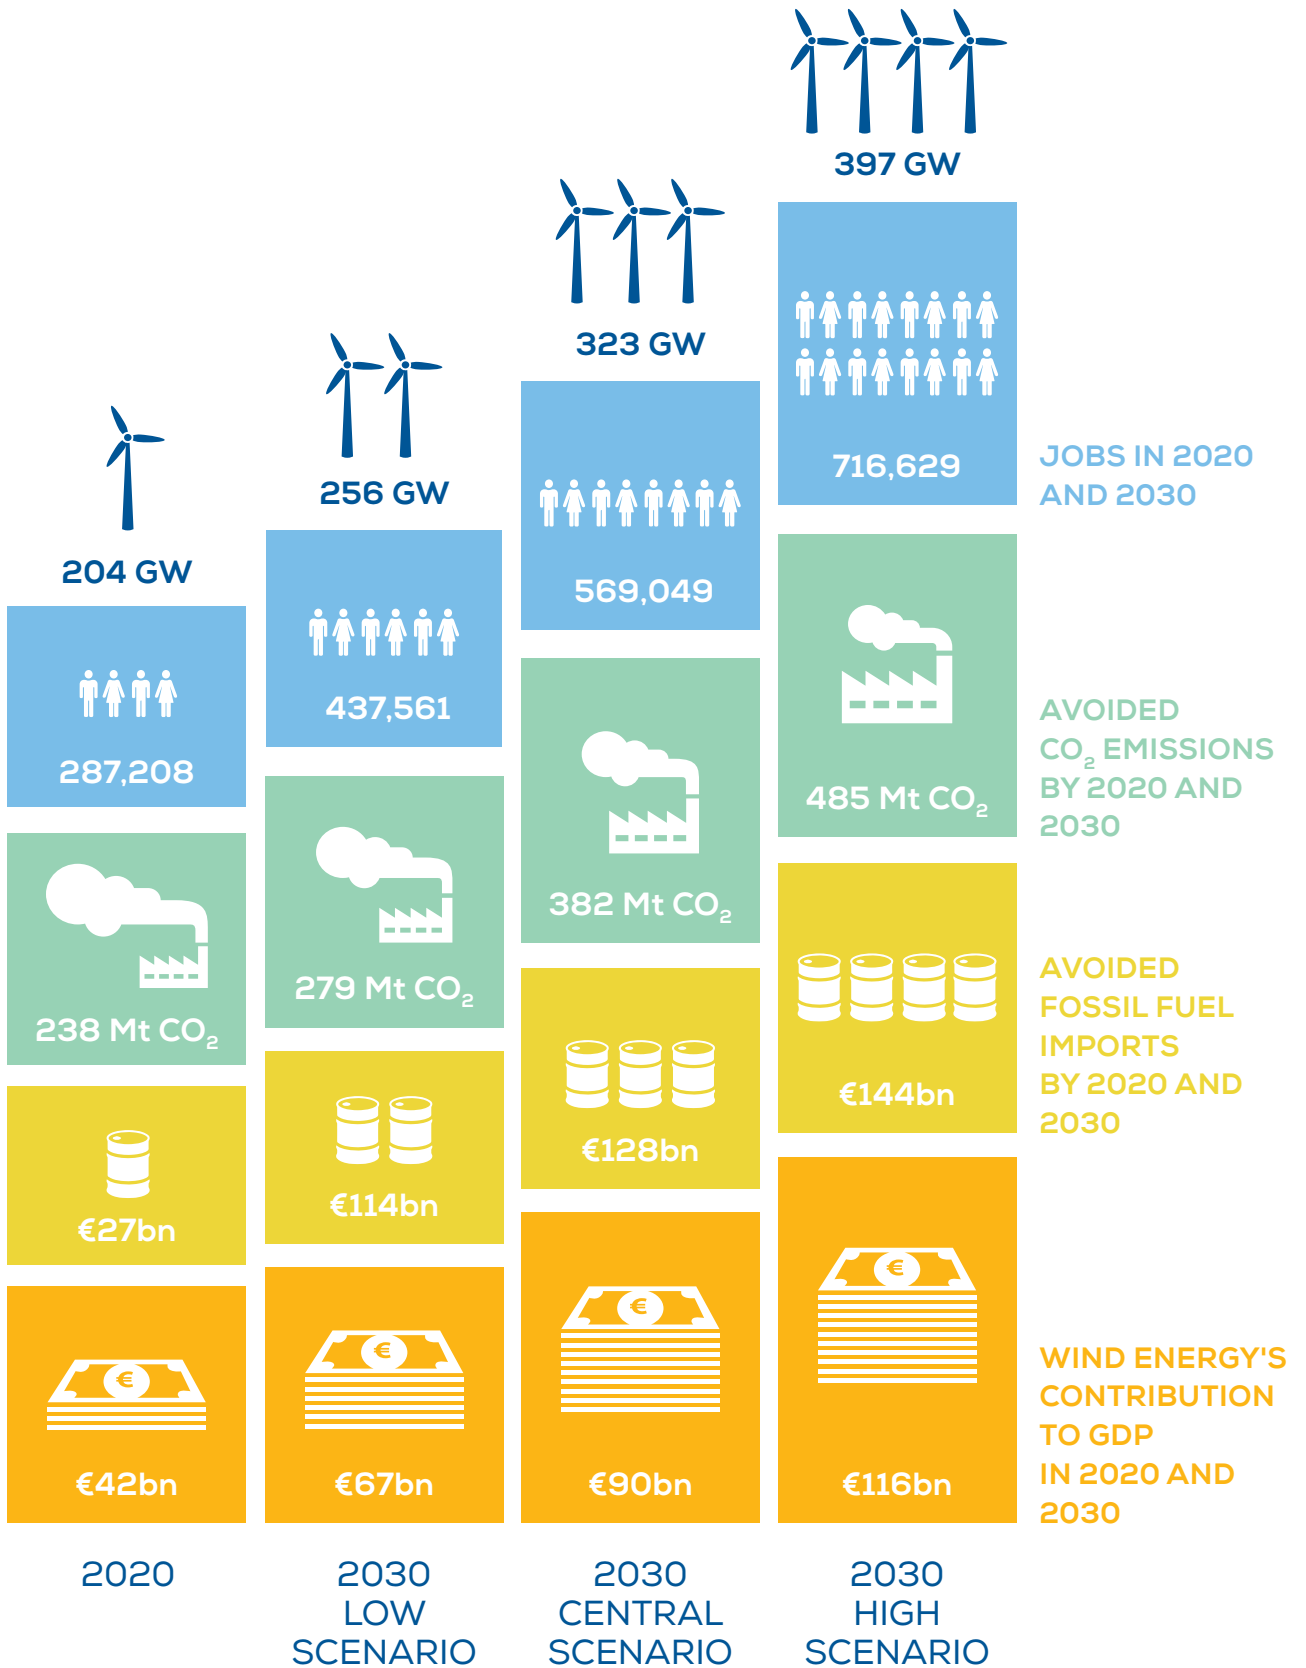 397 GW
323 GW
256 GW
204 GW
287,208
437,561
569,049
716,629
JOBS IN 2020
AND 2030
238 Mt CO₂
279 Mt CO₂
382 Mt CO₂
485 Mt CO₂
AVOIDED
CO₂ EMISSIONS
BY 2020 AND
2030
€27bn
€114bn
€128bn
€144bn
AVOIDED
FOSSIL FUEL
IMPORTS
BY 2020 AND
2030
€
€42bn
€
€67bn
€
€90bn
€
€116bn
WIND ENERGY'S
CONTRIBUTION
TO GDP
IN 2020 AND
2030
2020
2030
LOW
SCENARIO
2030
CENTRAL
SCENARIO
2030
HIGH
SCENARIO